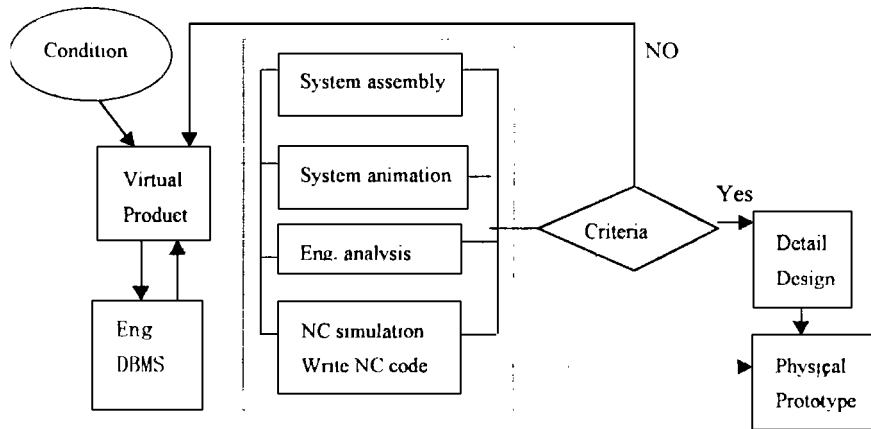 Condition
NO
System assembly
Virtual
Product
System animation
Yes
Criteria
Eng. analysis
Detail
Design
Eng
DBMS
NC simulation
Write NC code
Physical
Prototype